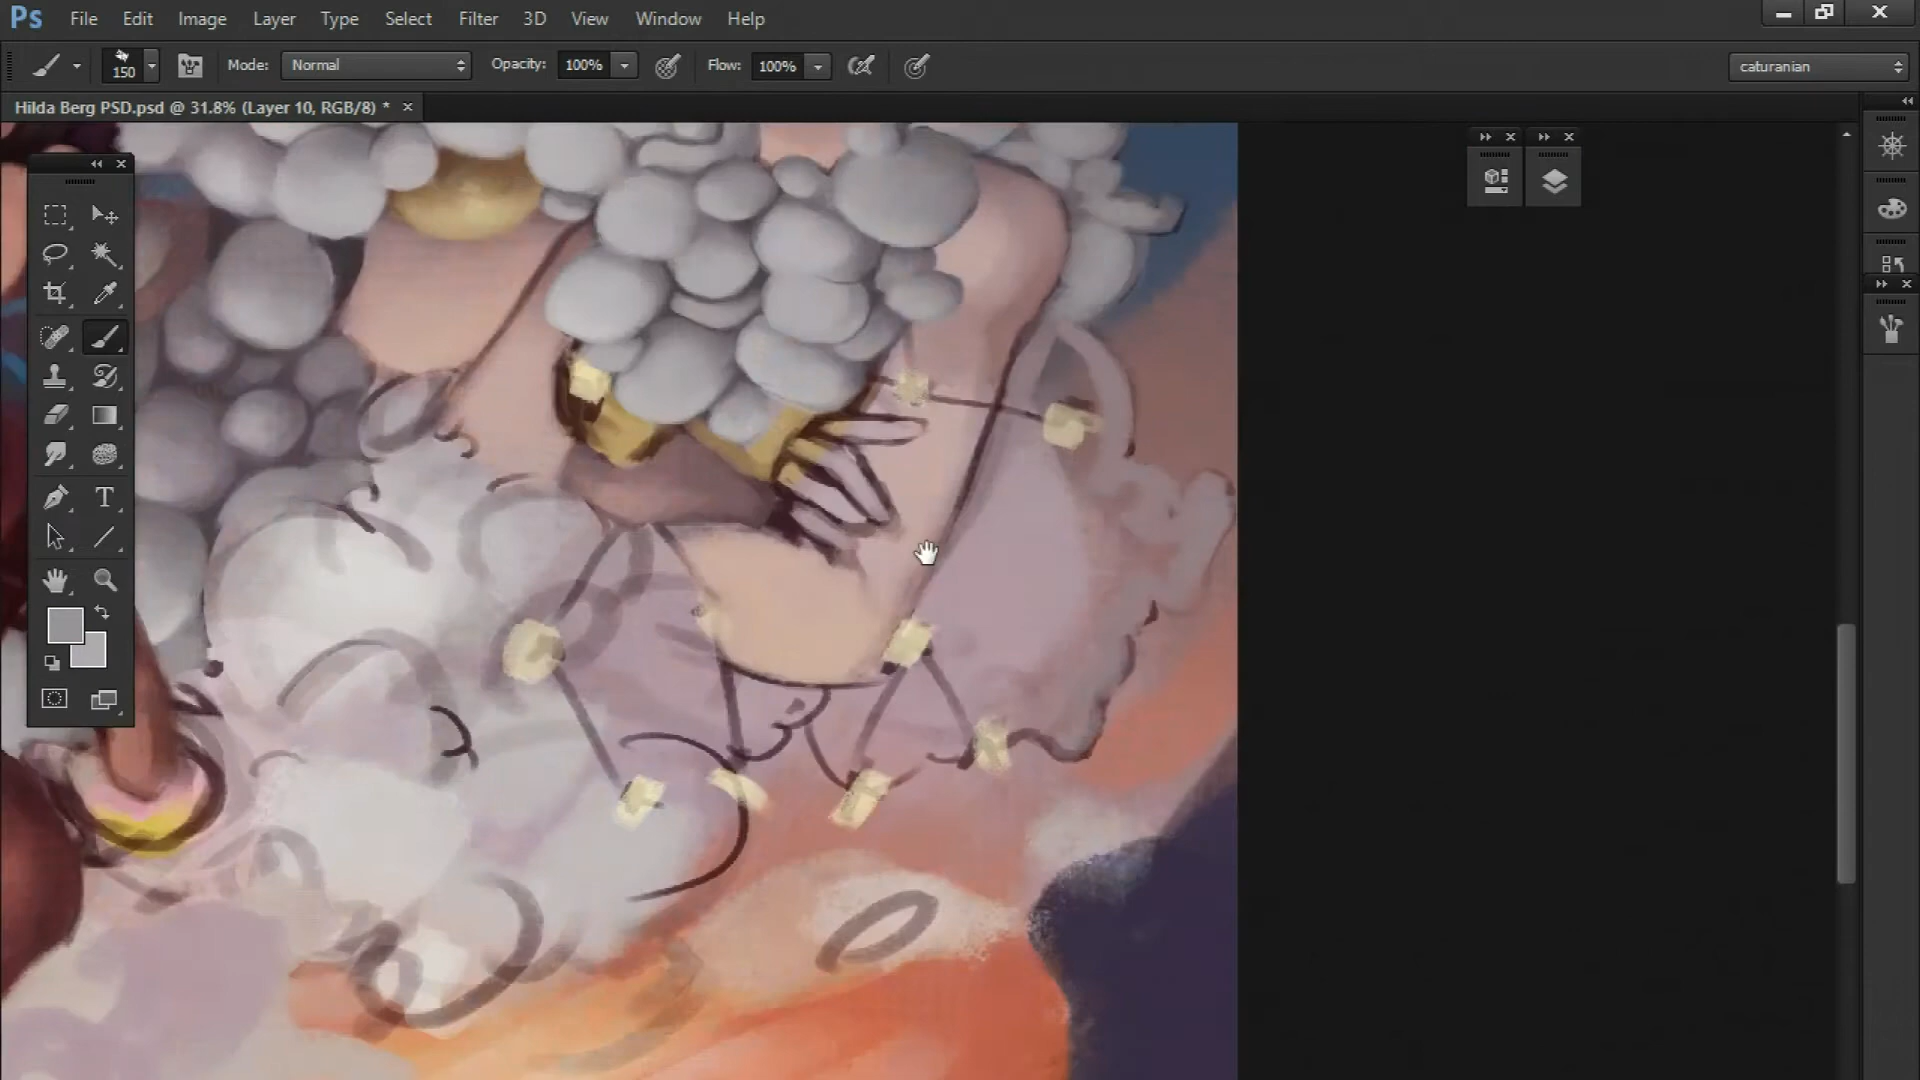 Ps File Edit Image Layer Type Select Filter 3D View Window Help
150 Mode: Normal Opacity: 100% Flow: 100% caturanian
Hilda Berg PSD.psd @ 31.8% (Layer 10, RGB/8) *
T